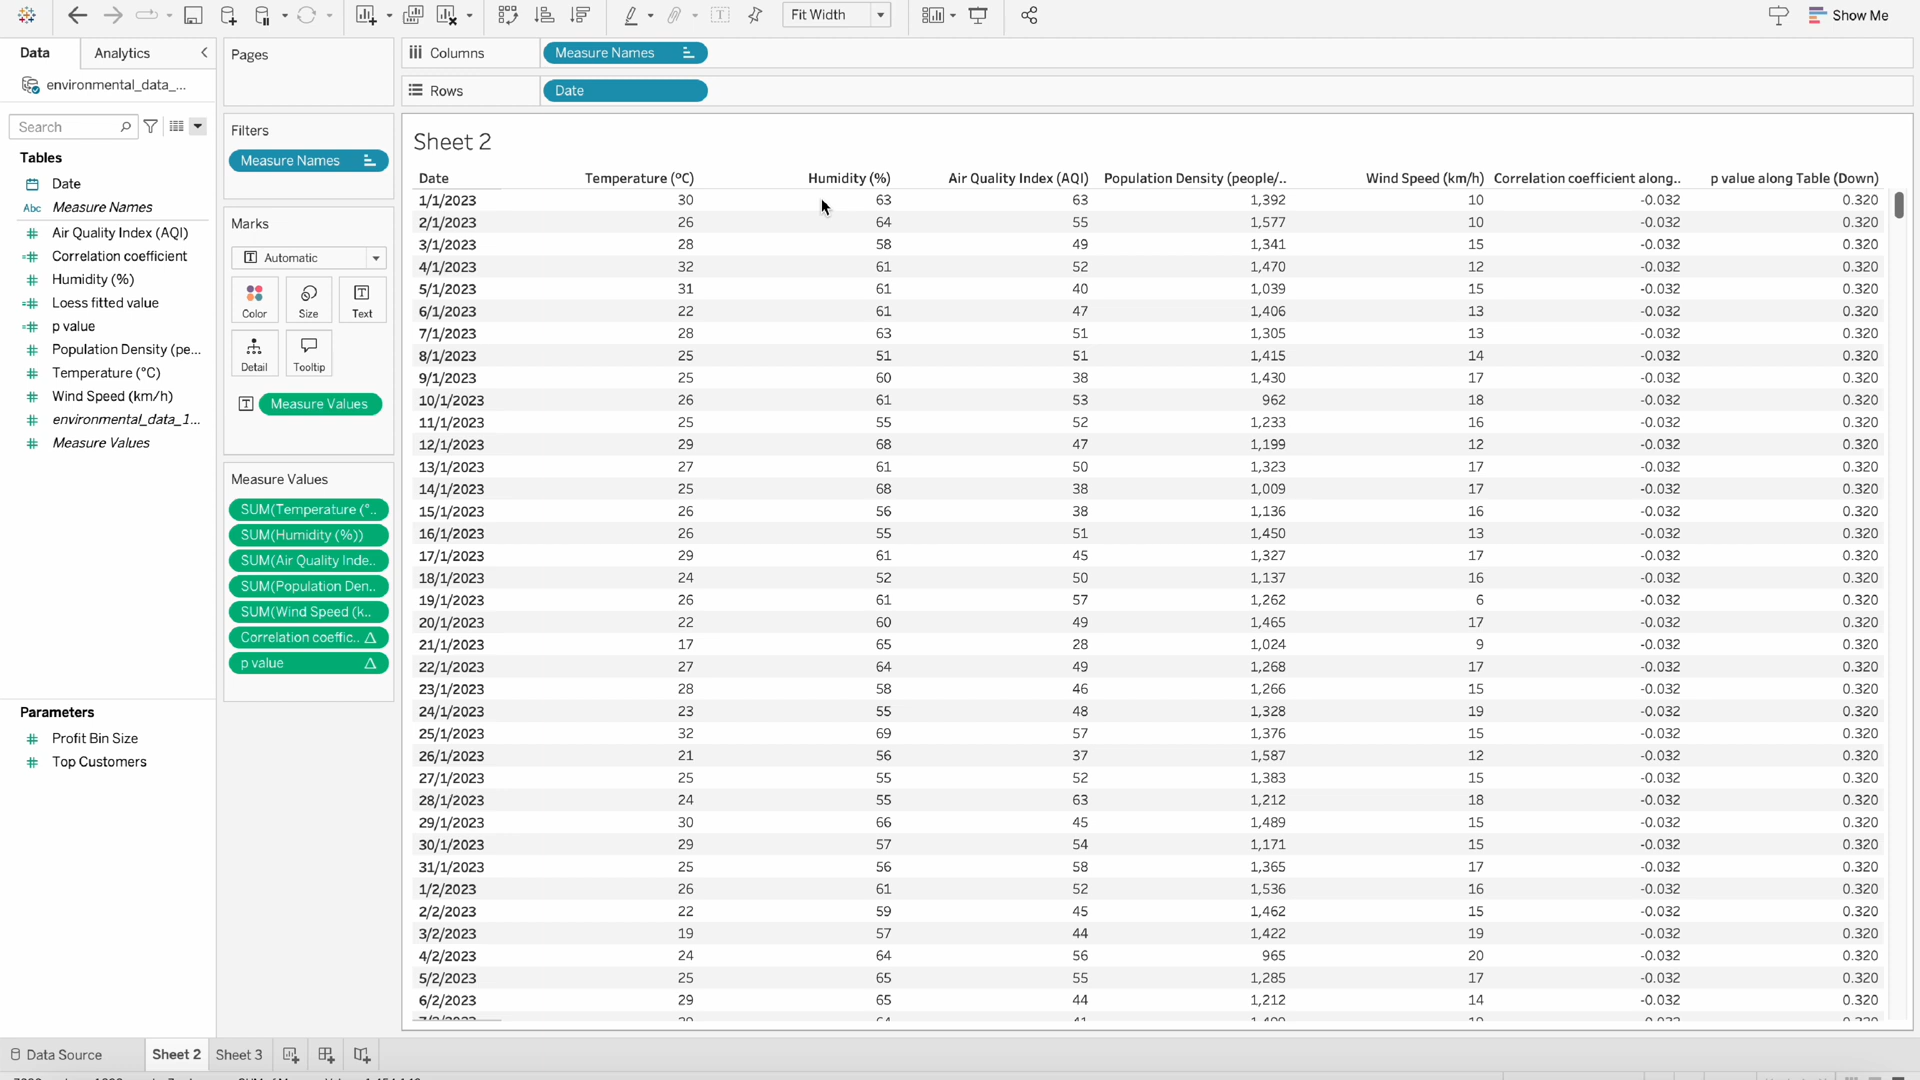 Fit Width
Show Me
Data
Analytics
environmental_data_...
Search
Tables
Date
Abc Measure Names
Air Quality Index (AQI)
Correlation coefficient
Humidity (%)
Loess fitted value
p value
Population Density (pe...
Temperature (°C)
Wind Speed (km/h)
environmental_data_1...
Measure Values
Parameters
Profit Bin Size
Top Customers
Pages
Filters
Measure Names
Marks
Automatic
Color Size Text
Detail Tooltip
Measure Values
Measure Values
SUM(Temperature (°..
SUM(Humidity (%))
SUM(Air Quality Inde..
SUM(Population Den..
SUM(Wind Speed (k..
Correlation coeffic.. Δ
p value Δ
Columns Measure Names
Rows Date
Sheet 2
Date Temperature (°C) Humidity (%) Air Quality Index (AQI) Population Density (people/.. Wind Speed (km/h) Correlation coefficient along.. p value along Table (Down)
1/1/2023 30 63 63 1,392 10 -0.032 0.320
2/1/2023 26 64 55 1,577 10 -0.032 0.320
3/1/2023 28 58 49 1,341 15 -0.032 0.320
4/1/2023 32 61 52 1,470 12 -0.032 0.320
5/1/2023 31 61 40 1,039 15 -0.032 0.320
6/1/2023 22 61 47 1,406 13 -0.032 0.320
7/1/2023 28 63 51 1,305 13 -0.032 0.320
8/1/2023 25 51 51 1,415 14 -0.032 0.320
9/1/2023 25 60 38 1,430 17 -0.032 0.320
10/1/2023 26 61 53 962 18 -0.032 0.320
11/1/2023 25 55 52 1,233 16 -0.032 0.320
12/1/2023 29 68 47 1,199 12 -0.032 0.320
13/1/2023 27 61 50 1,323 17 -0.032 0.320
14/1/2023 25 68 38 1,009 17 -0.032 0.320
15/1/2023 26 56 38 1,136 16 -0.032 0.320
16/1/2023 26 55 51 1,450 13 -0.032 0.320
17/1/2023 29 61 45 1,327 17 -0.032 0.320
18/1/2023 24 52 50 1,137 16 -0.032 0.320
19/1/2023 26 61 57 1,262 6 -0.032 0.320
20/1/2023 22 60 49 1,465 17 -0.032 0.320
21/1/2023 17 65 28 1,024 9 -0.032 0.320
22/1/2023 27 64 49 1,268 17 -0.032 0.320
23/1/2023 28 58 46 1,266 15 -0.032 0.320
24/1/2023 23 55 48 1,328 19 -0.032 0.320
25/1/2023 32 69 57 1,376 15 -0.032 0.320
26/1/2023 21 56 37 1,587 12 -0.032 0.320
27/1/2023 25 55 52 1,383 15 -0.032 0.320
28/1/2023 24 55 63 1,212 18 -0.032 0.320
29/1/2023 30 66 45 1,489 15 -0.032 0.320
30/1/2023 29 57 54 1,171 15 -0.032 0.320
31/1/2023 25 56 58 1,365 17 -0.032 0.320
1/2/2023 26 61 52 1,536 16 -0.032 0.320
2/2/2023 22 59 45 1,462 15 -0.032 0.320
3/2/2023 19 57 44 1,422 19 -0.032 0.320
4/2/2023 24 64 56 965 20 -0.032 0.320
5/2/2023 25 65 55 1,285 17 -0.032 0.320
6/2/2023 29 65 44 1,212 14 -0.032 0.320
Data Source Sheet 2 Sheet 3